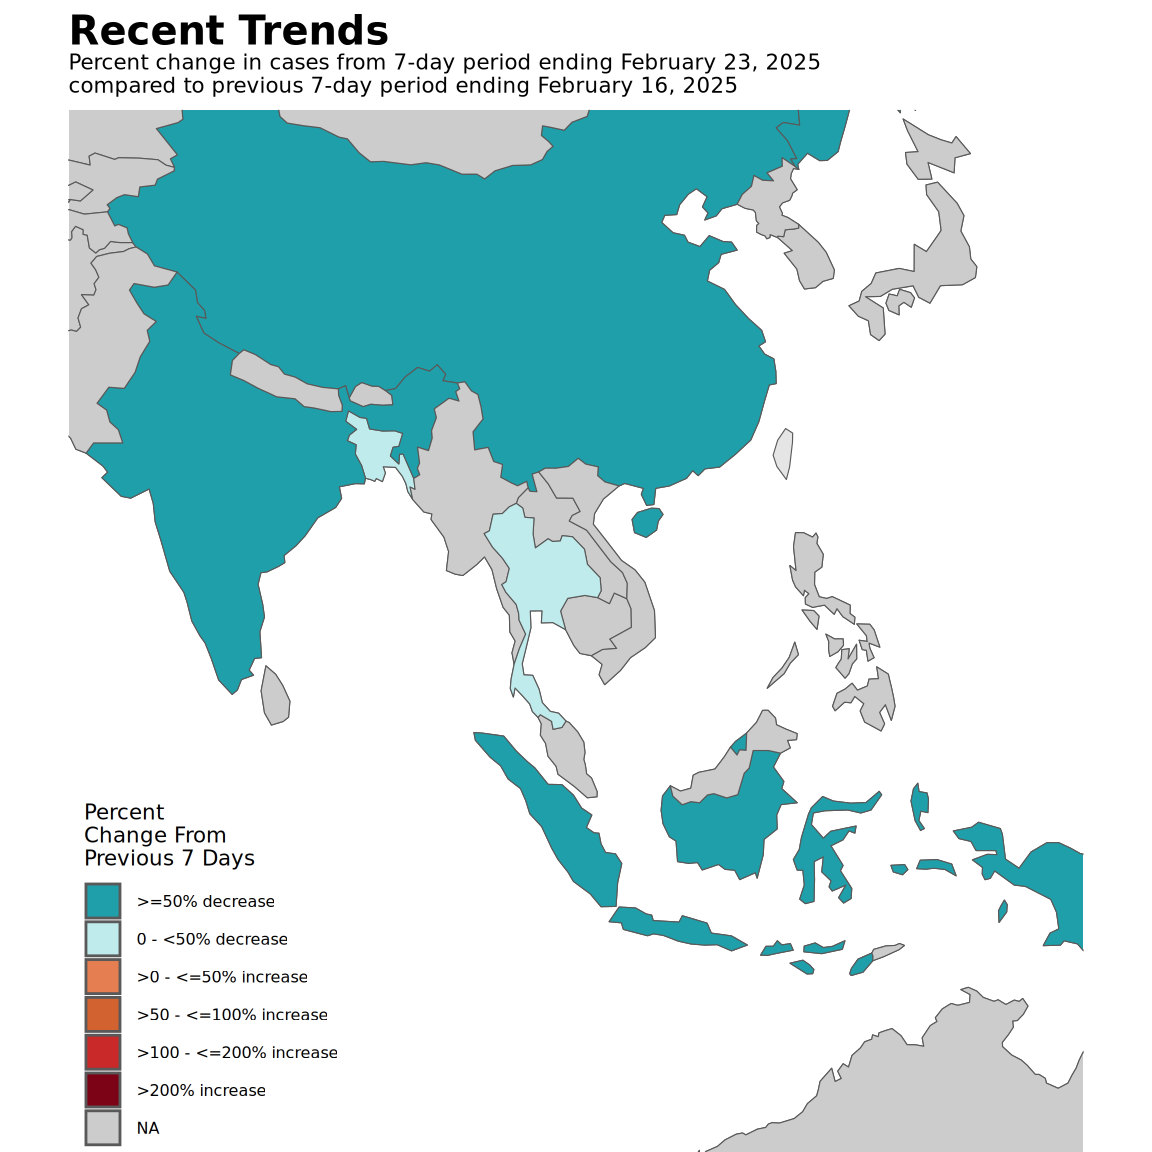 Recent Trends
Percent change in cases from 7-day period ending February 23, 2025
compared to previous 7-day period ending February 16, 2025
Percent
Change From
Previous 7 Days
>=50% decrease
0 - <50% decrease
>0 - <=50% increase
>50 - <=100% increase
>100 - <=200% increase
>200% increase
NA